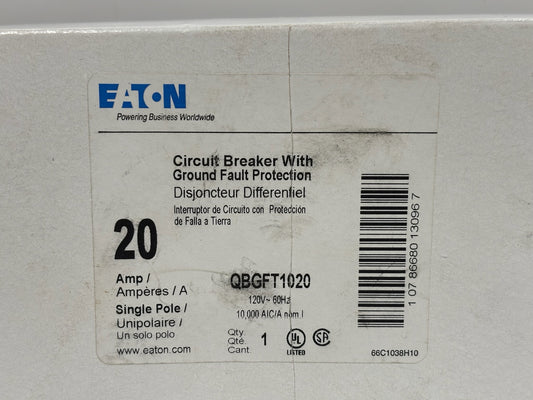 EATON
Powering Business Worldwide
Circuit Breaker With
Ground Fault Protection
Disjoncteur Differentiel
Interruptor de Circuito con Protección
de Falla a Tierra
20
Amp /
Ampères / A
Single Pole /
Unipolaire /
Un solo polo
www.eaton.com
QBGFT1020
120V~ 60Hz
10,000 AIC/A nom I
Qty.
Qté.
Cant.
1
UL
LISTED
SA
1 07 86680 13096 7
66C1038H10